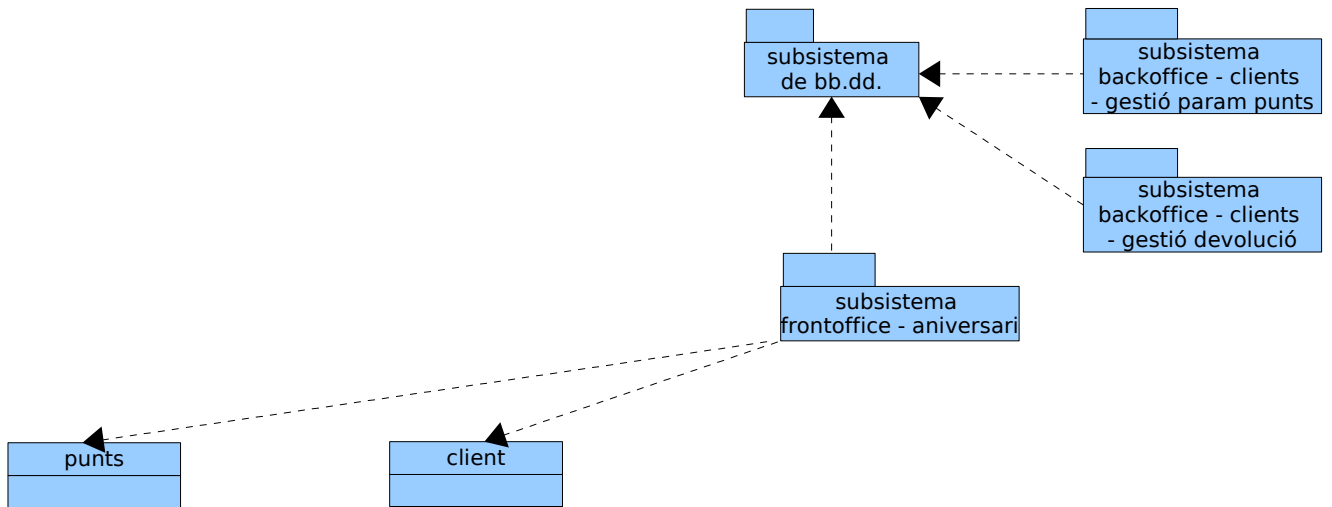 subsistema
de bb.dd.
subsistema
backoffice - clients
- gestió param punts
subsistema
backoffice - clients
- gestió devolució
subsistema
frontoffice - aniversari
punts
client